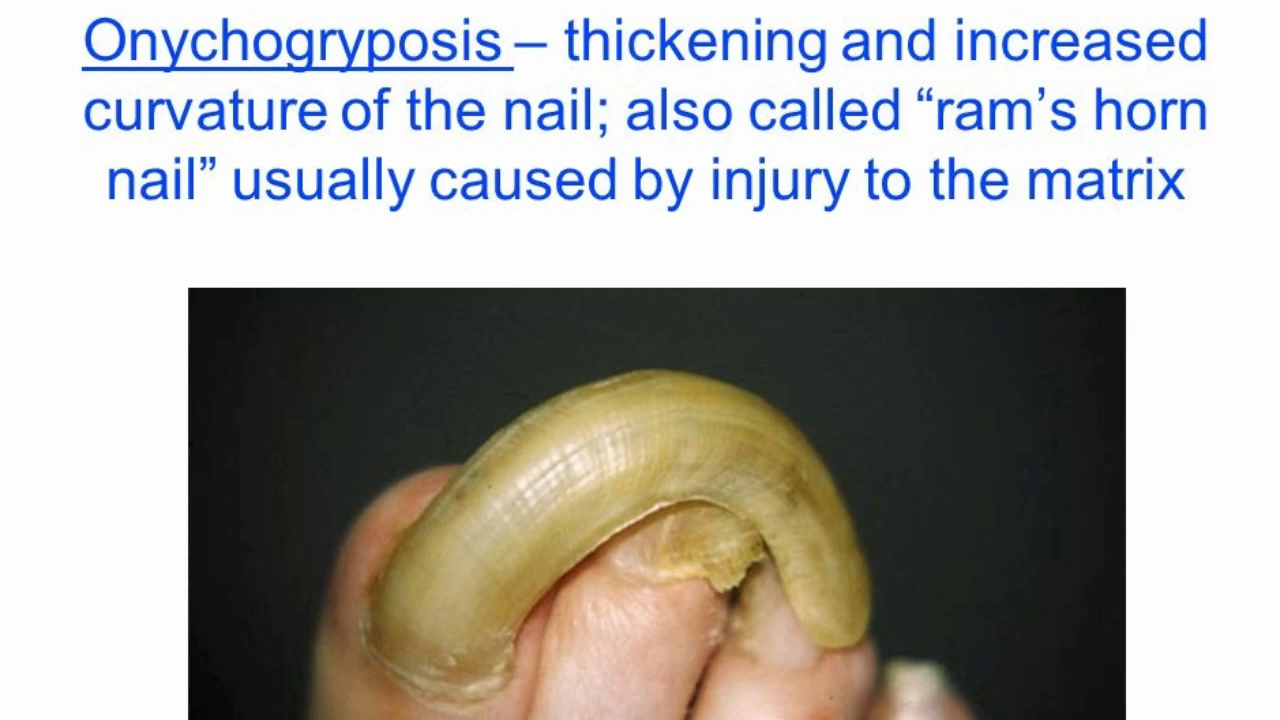 Onychogryposis – thickening and increased
curvature of the nail; also called “ram’s horn
nail” usually caused by injury to the matrix